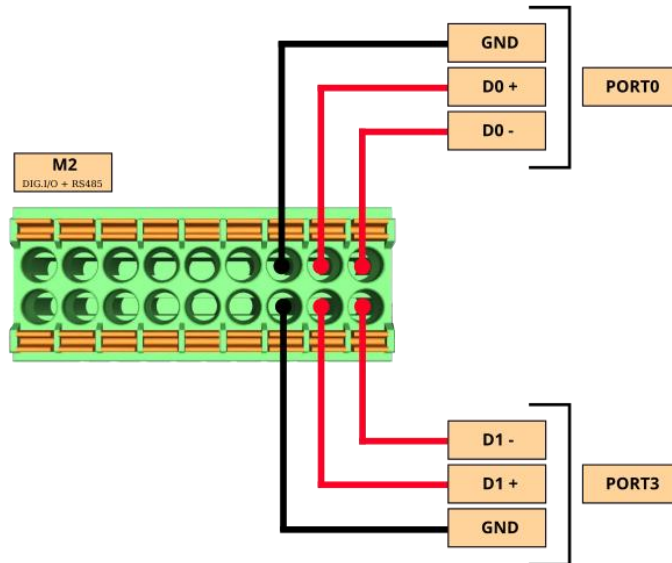 GND
D0 +
PORT0
D0 -
M2
DIG.I/O + RS485
D1 -
D1 +
PORT3
GND